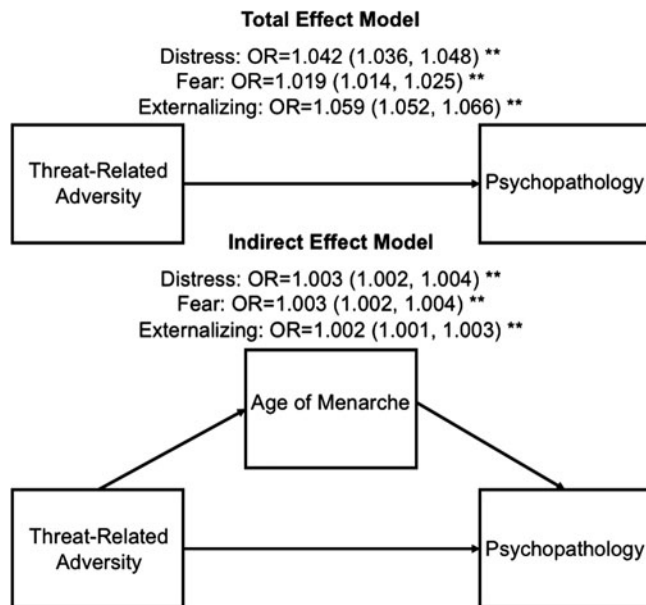 Total Effect Model
Distress: OR=1.042 (1.036, 1.048) **
Fear: OR=1.019 (1.014, 1.025) **
Externalizing: OR=1.059 (1.052, 1.066) **
Threat-Related
Adversity
Psychopathology
Indirect Effect Model
Distress: OR=1.003 (1.002, 1.004) **
Fear: OR=1.003 (1.002, 1.004) **
Externalizing: OR=1.002 (1.001, 1.003) **
Age of Menarche
Threat-Related
Adversity
Psychopathology